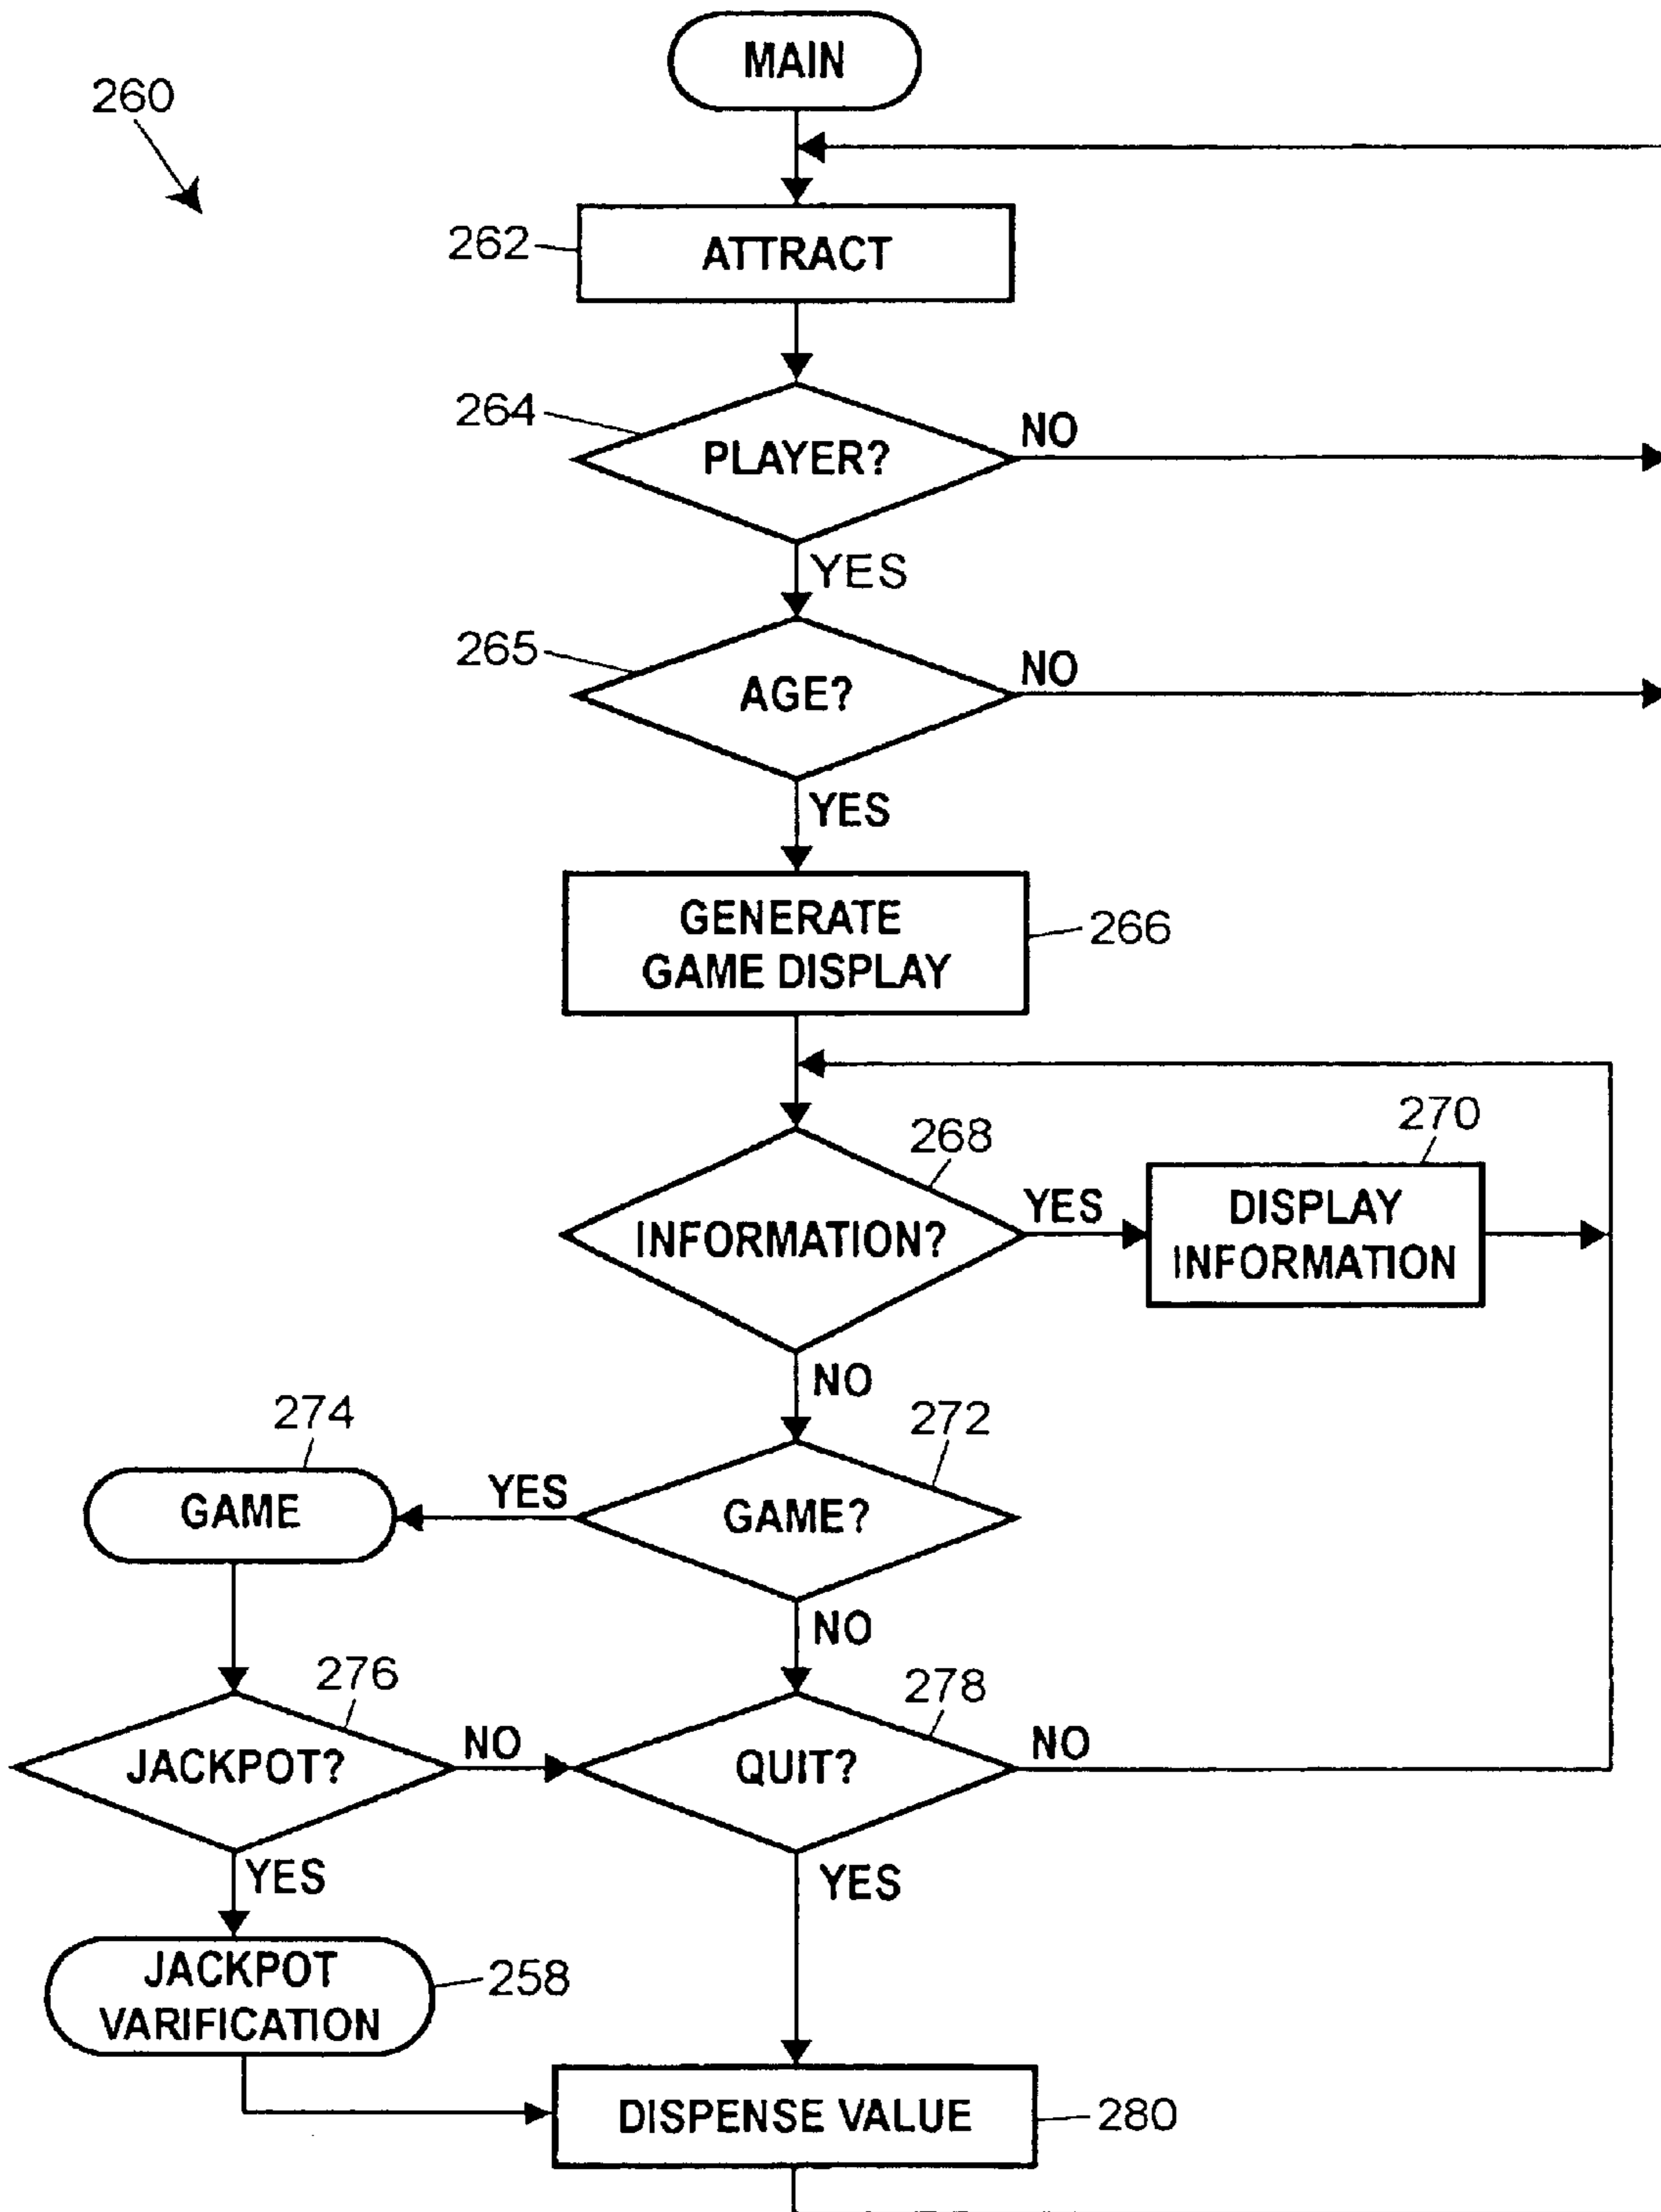 MAIN
260
262
ATTRACT
264
PLAYER?
NO
YES
265
AGE?
NO
YES
GENERATE
GAME DISPLAY
266
268
270
INFORMATION?
YES
DISPLAY
INFORMATION
NO
274
272
GAME
YES
GAME?
NO
276
278
JACKPOT?
NO
QUIT?
NO
YES
YES
JACKPOT
VARIFICATION
258
DISPENSE VALUE
280